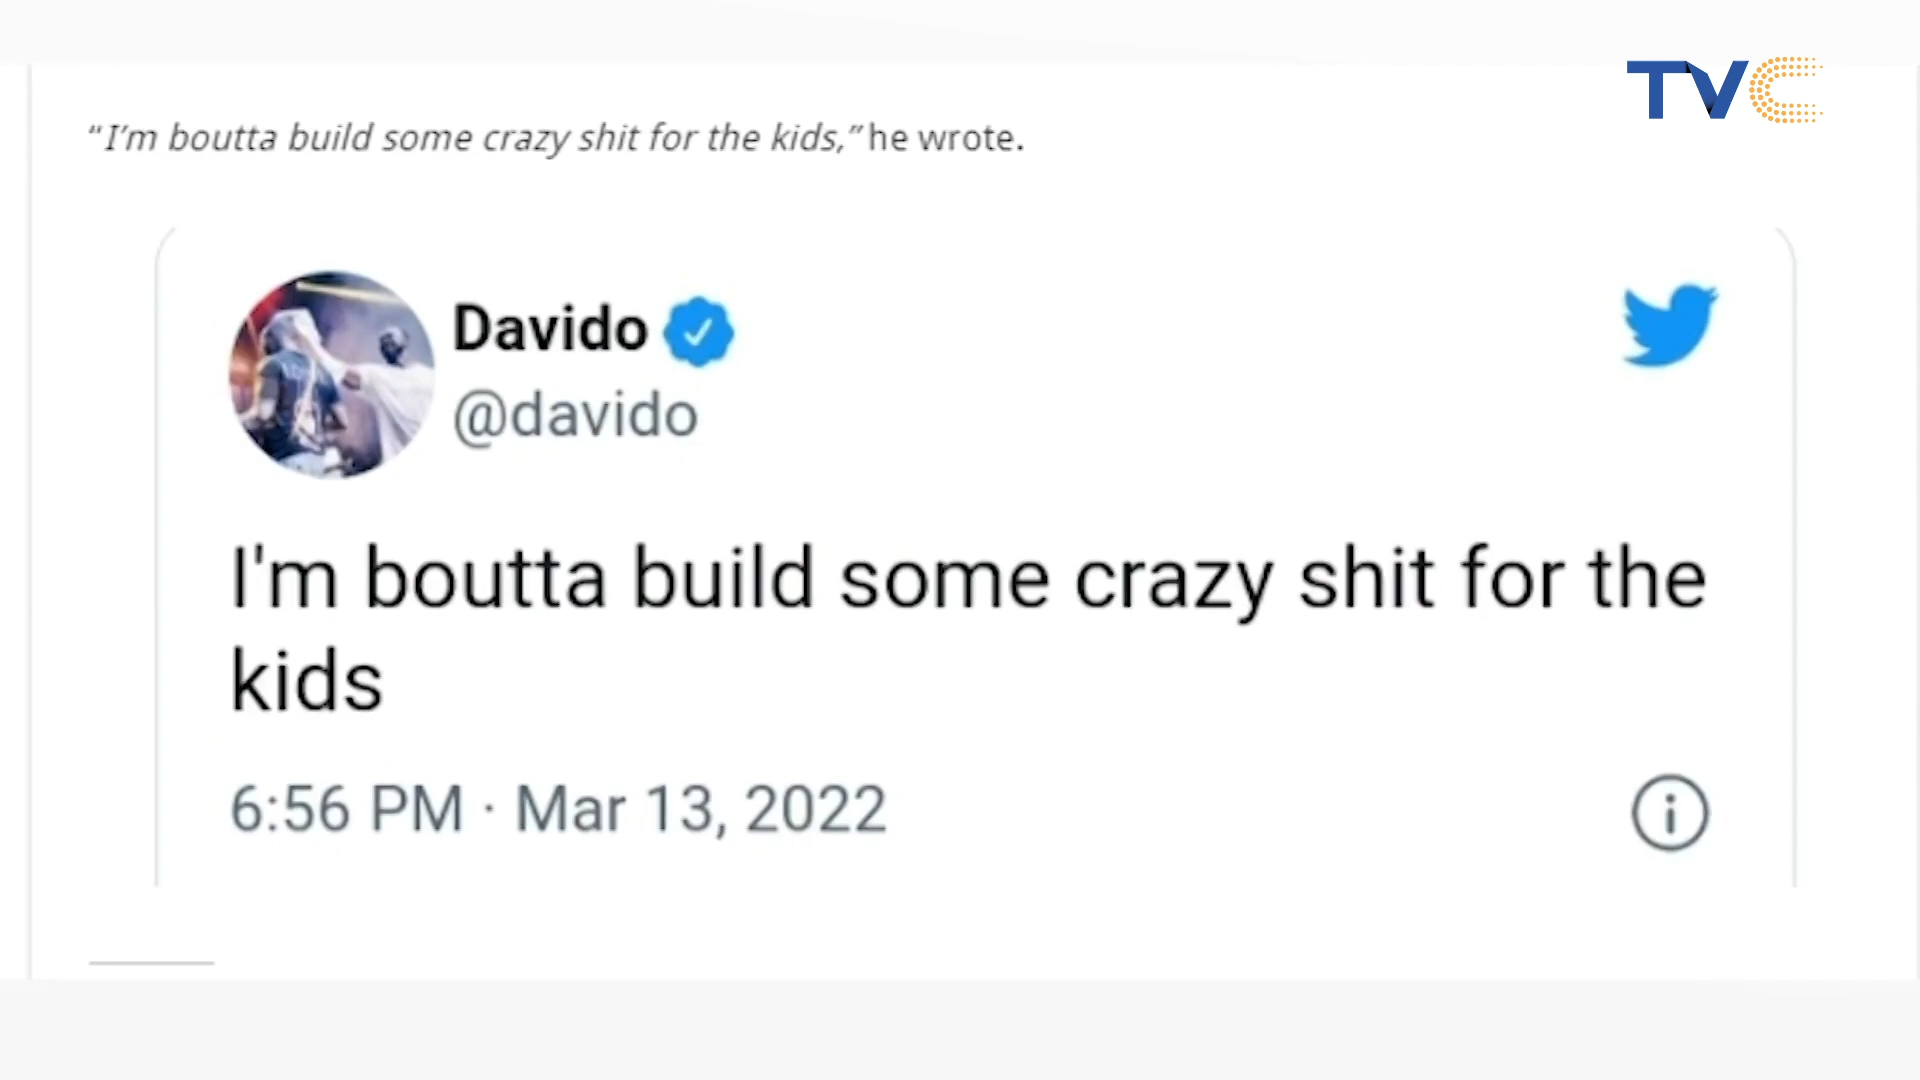 TVC
“I’m boutta build some crazy shit for the kids,” he wrote.
Davido
@davido
I'm boutta build some crazy shit for the
kids
6:56 PM · Mar 13, 2022